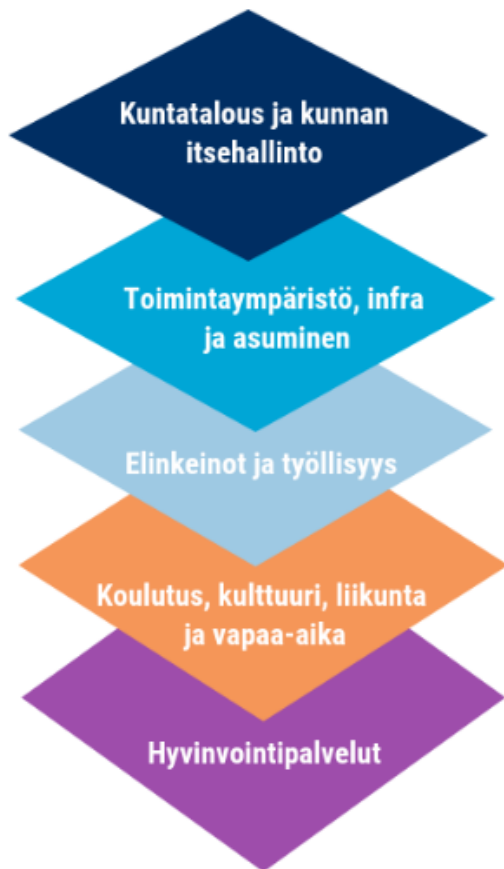 Kuntatalous ja kunnan
itsehallinto
Toimintaympäristö, infra
ja asuminen
Elinkeinot ja työllisyys
Koulutus, kulttuuri, liikunta
ja vapaa-aika
Hyvinvointipalvelut